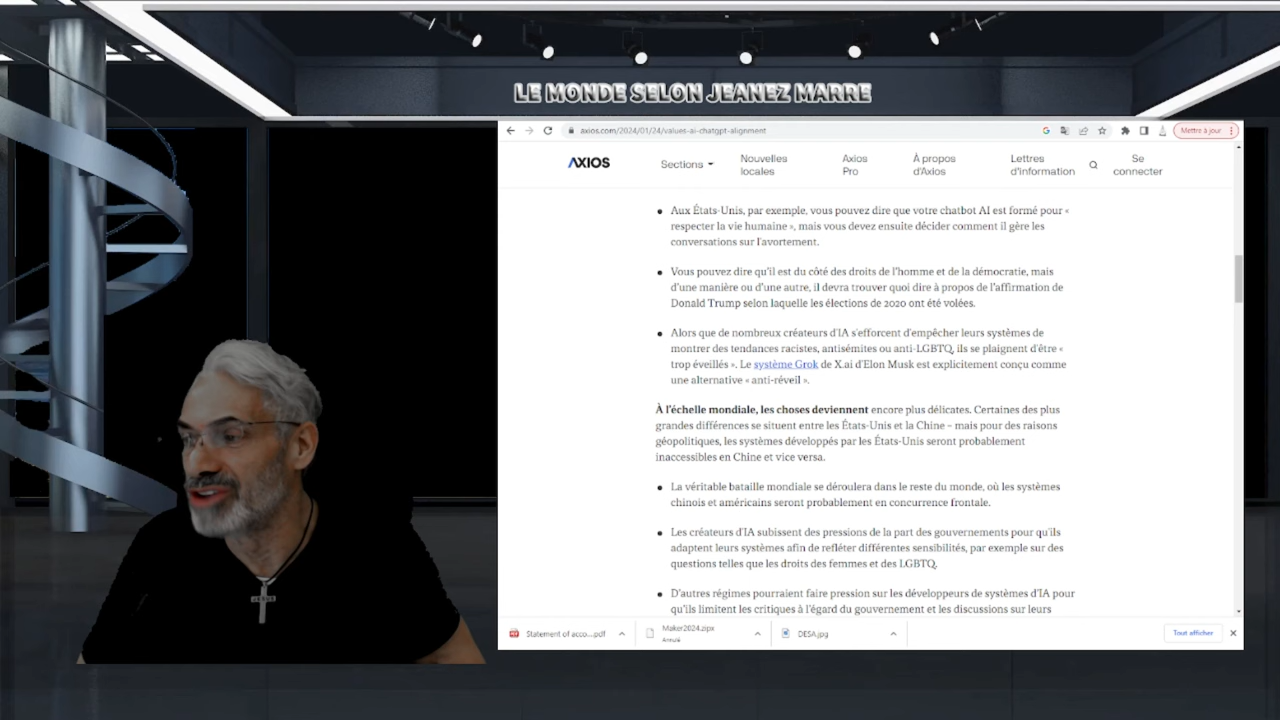 LE MONDE SELON JEANEZ MARRE
axios.com/2024/01/24/values-ai-chatgpt-alignment
Mettre à jour
AXIOS
Sections
Nouvelles
locales
Axios
Pro
À propos
d'Axios
Lettres
d'information
Se
connecter
Aux États-Unis, par exemple, vous pouvez dire que votre chatbot AI est formé pour «
respecter la vie humaine », mais vous devez ensuite décider comment il gère les
conversations sur l'avortement.
Vous pouvez dire qu'il est du côté des droits de l'homme et de la démocratie, mais
d'une manière ou d'une autre, il devra trouver quoi dire à propos de l'affirmation de
Donald Trump selon laquelle les élections de 2020 ont été volées.
Alors que de nombreux créateurs d'IA s'efforcent d'empêcher leurs systèmes de
montrer des tendances racistes, antisémites ou anti-LGBTQ, ils se plaignent d'être «
trop éveillés ». Le système Grok de X.ai d'Elon Musk est explicitement conçu comme
une alternative « anti-réveil ».
À l'échelle mondiale, les choses deviennent encore plus délicates. Certaines des plus
grandes différences se situent entre les États-Unis et la Chine – mais pour des raisons
géopolitiques, les systèmes développés par les États-Unis seront probablement
inaccessibles en Chine et vice versa.
La véritable bataille mondiale se déroulera dans le reste du monde, où les systèmes
chinois et américains seront probablement en concurrence frontale.
Les créateurs d'IA subissent des pressions de la part des gouvernements pour qu'ils
adaptent leurs systèmes afin de refléter différentes sensibilités, par exemple sur des
questions telles que les droits des femmes et des LGBTQ.
D'autres régimes pourraient faire pression sur les développeurs de systèmes d'IA pour
qu'ils limitent les critiques à l'égard du gouvernement et les discussions sur leurs
Statement of acco....pdf
Maker2024.zipx
Annulé
DESA.jpg
Tout afficher
JESUS